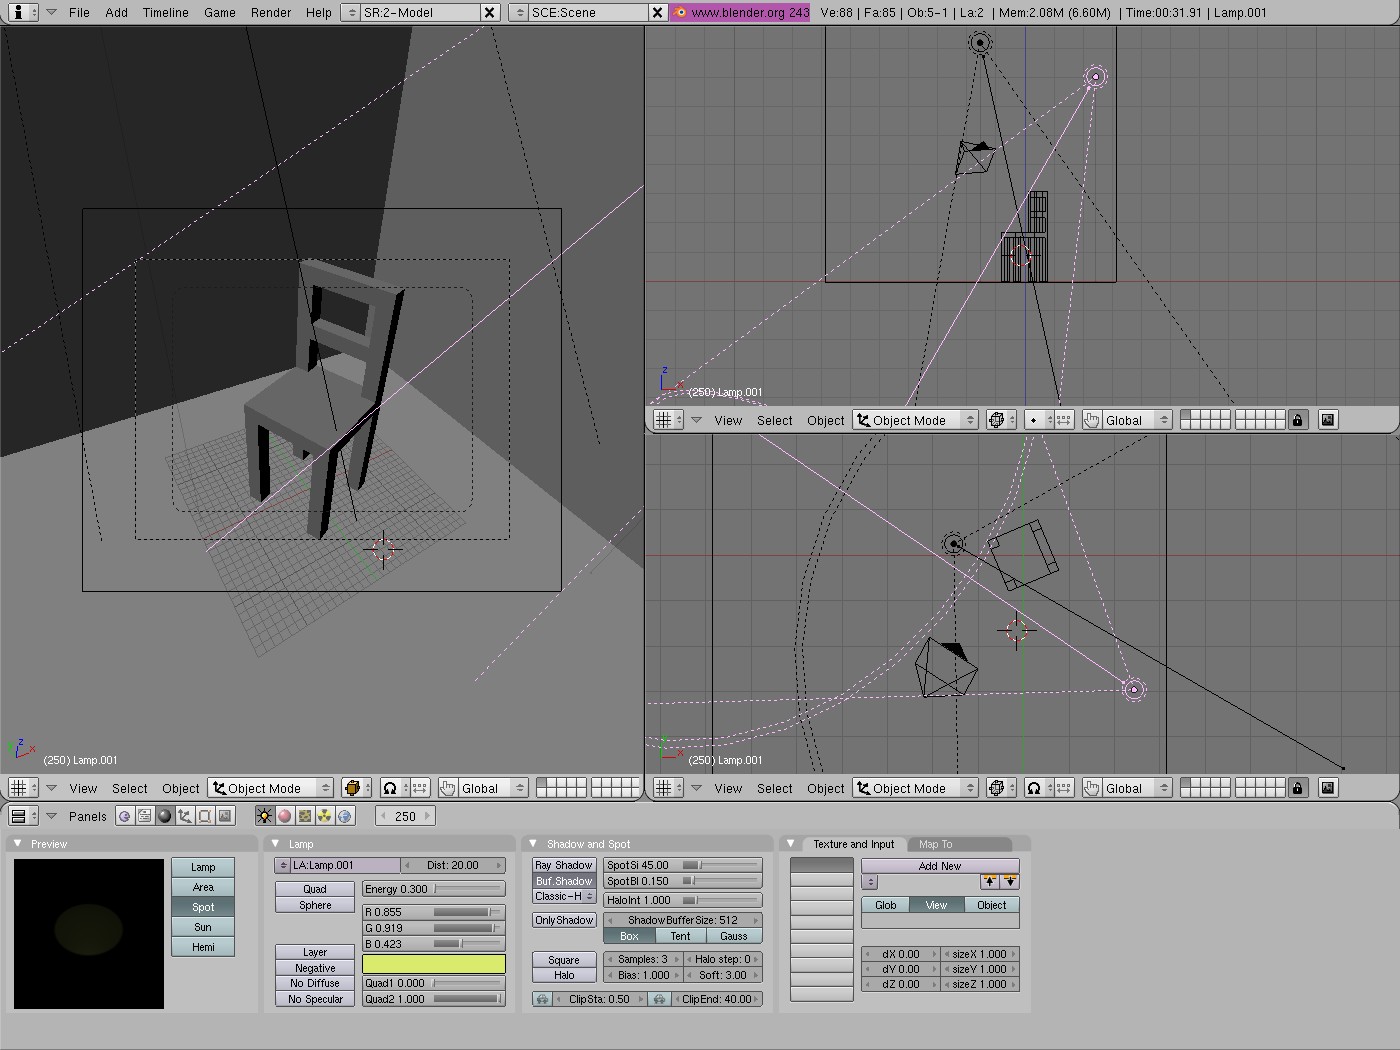 File Add Timeline Game Render Help SR:2-Model SCE:Scene www.blender.org 243 Ve:88 | Fa:85 | Ob:5-1 | La:2 | Mem:2.08M (6.60M) | Time:00:31.91 | Lamp.001
z x
(250) Lamp.001
View Select Object Object Mode Global
z x
(250) Lamp.001
View Select Object Object Mode Global
x
(250) Lamp.001
View Select Object Object Mode Global
Panels 250
Preview
Lamp
Area
Spot
Sun
Hemi
Lamp
LA:Lamp.001 Dist: 20.00
Quad Energy 0.300
Sphere
R 0.855
G 0.919
B 0.423
Layer
Negative
No Diffuse Quad1 0.000
No Specular Quad2 1.000
Shadow and Spot
Ray Shadow SpotSi 45.00
Buf.Shadow SpotBl 0.150
Classic-H HaloInt 1.000
OnlyShadow ShadowBufferSize: 512
Box Tent Gauss
Square Samples: 3 Halo step: 0
Halo Bias: 1.000 Soft: 3.00
ClipSta: 0.50 ClipEnd: 40.00
Texture and Input Map To
Add New
Glob View Object
dX 0.00 sizeX 1.000
dY 0.00 sizeY 1.000
dZ 0.00 sizeZ 1.000